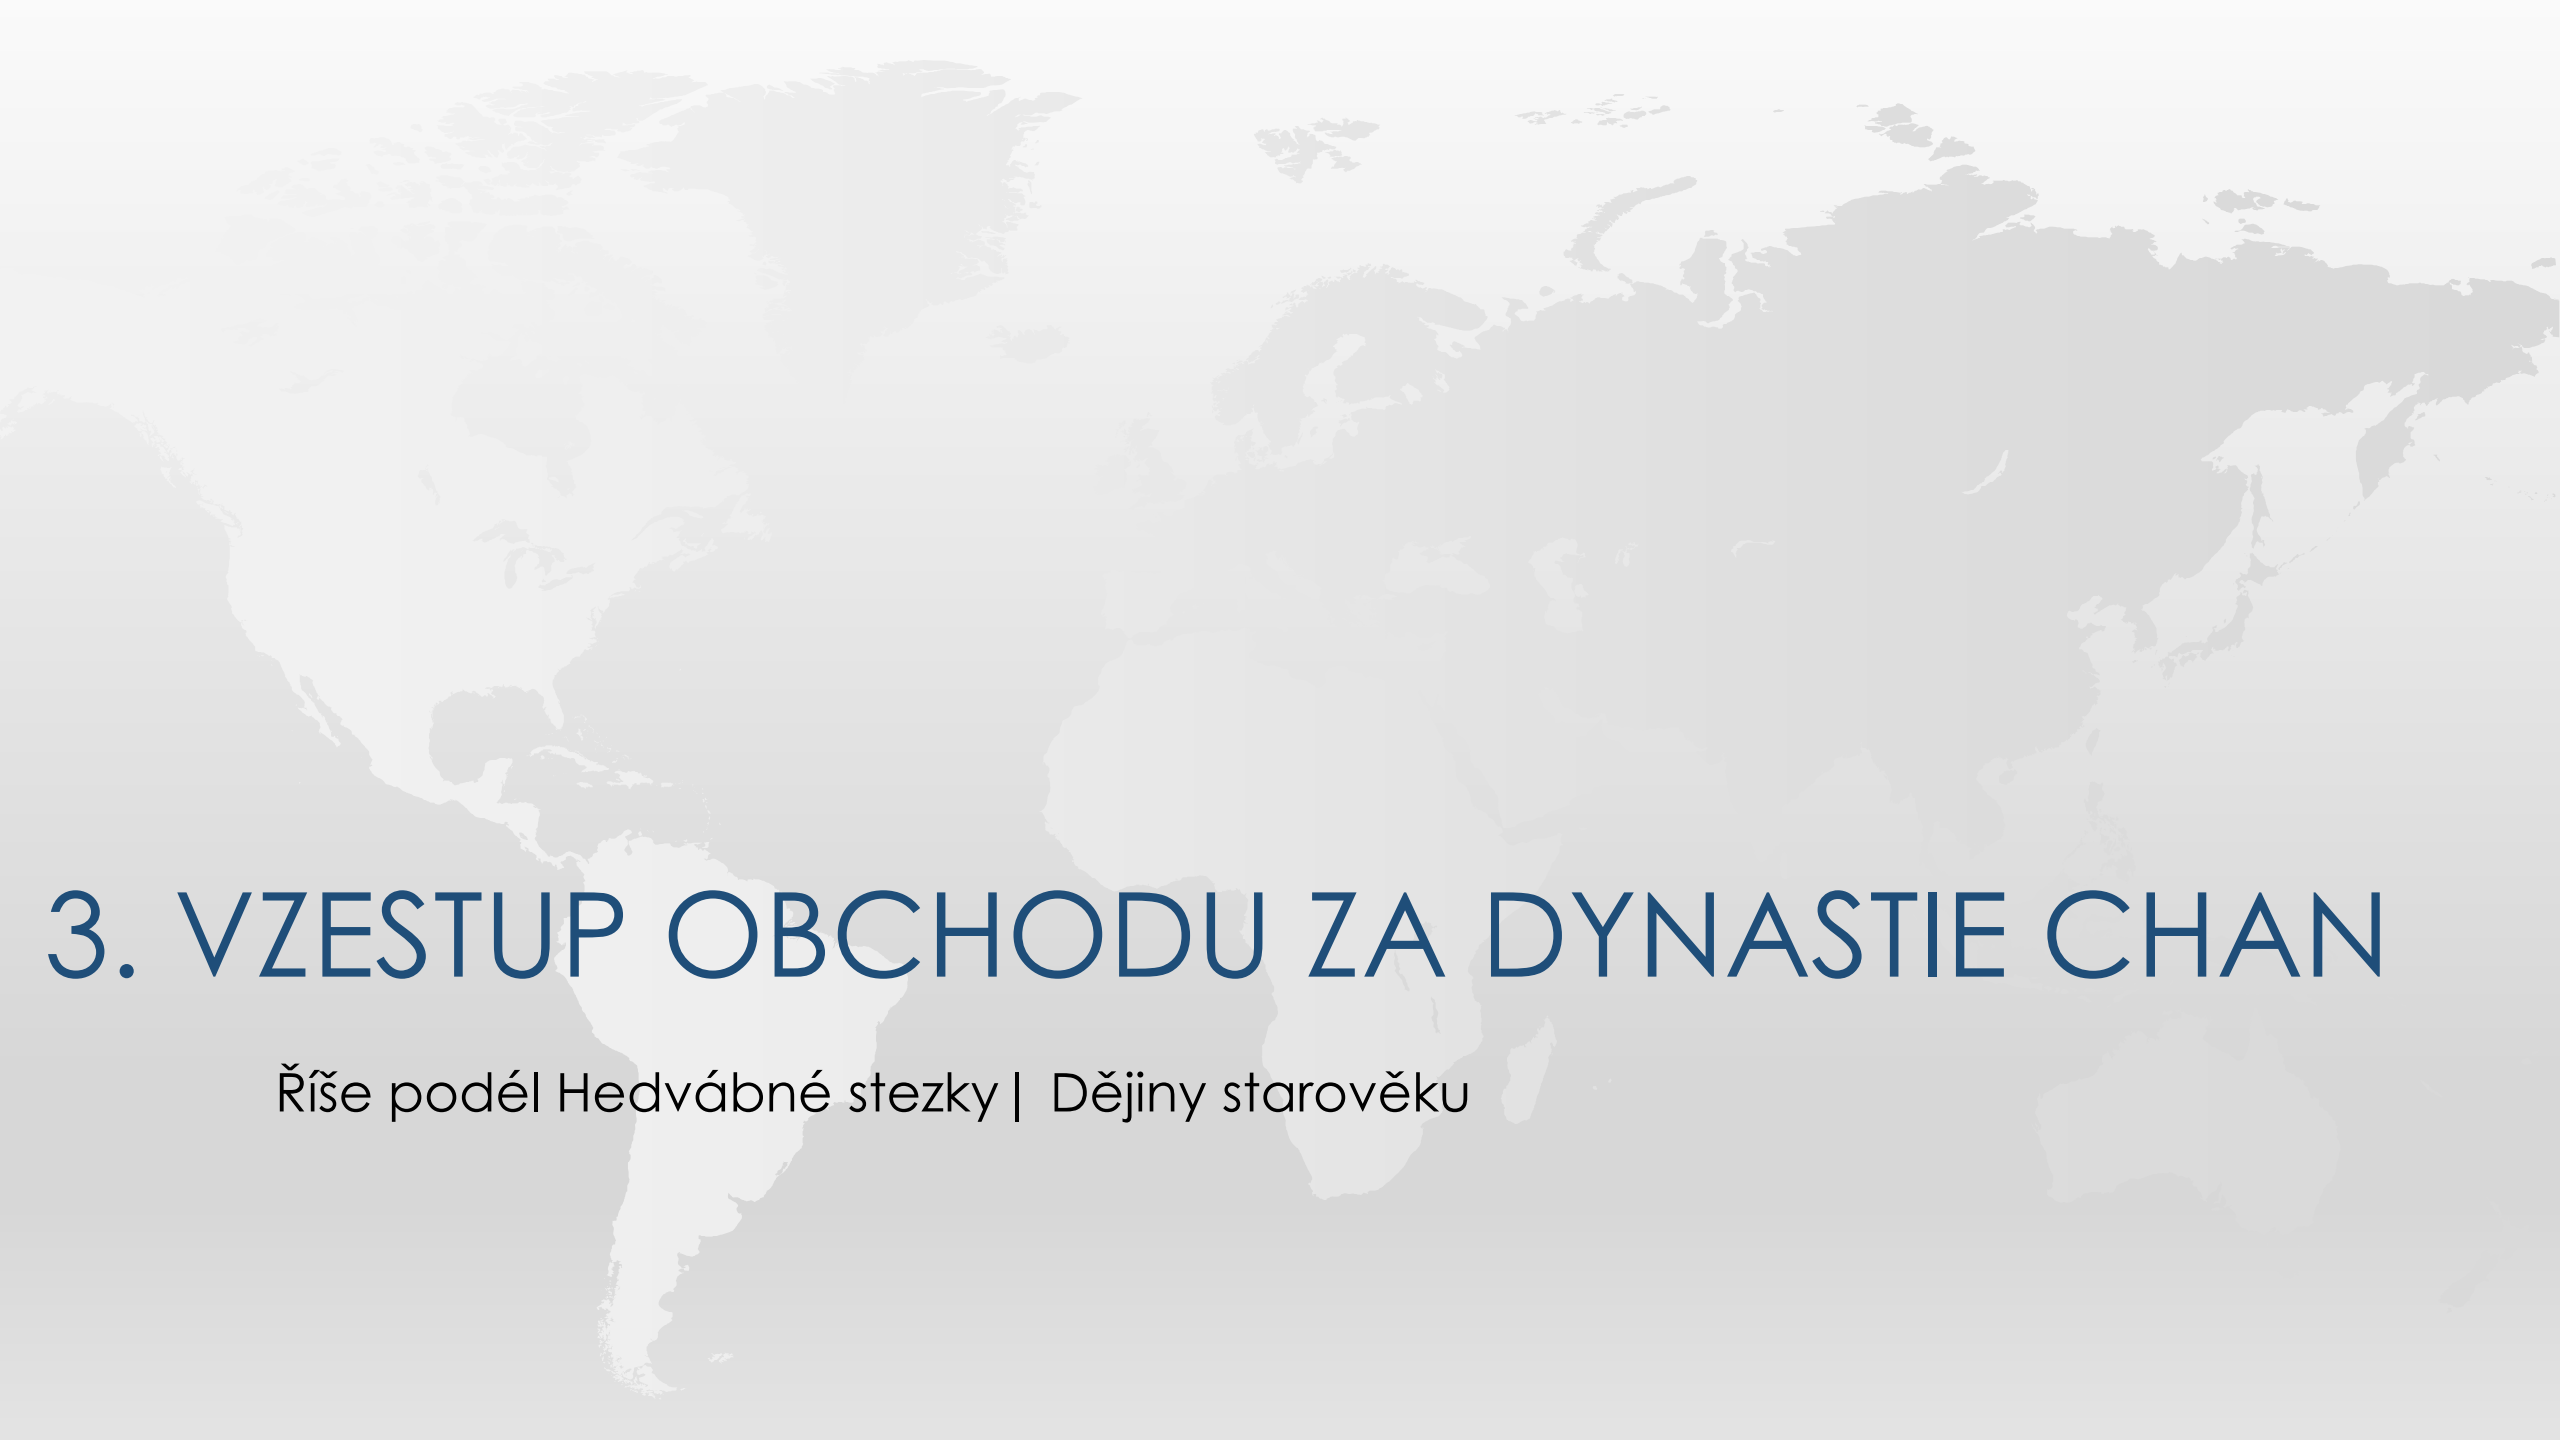 3. VZESTUP OBCHODU ZA DYNASTIE CHAN
Říše podél Hedvábné stezky| Dějiny starověku